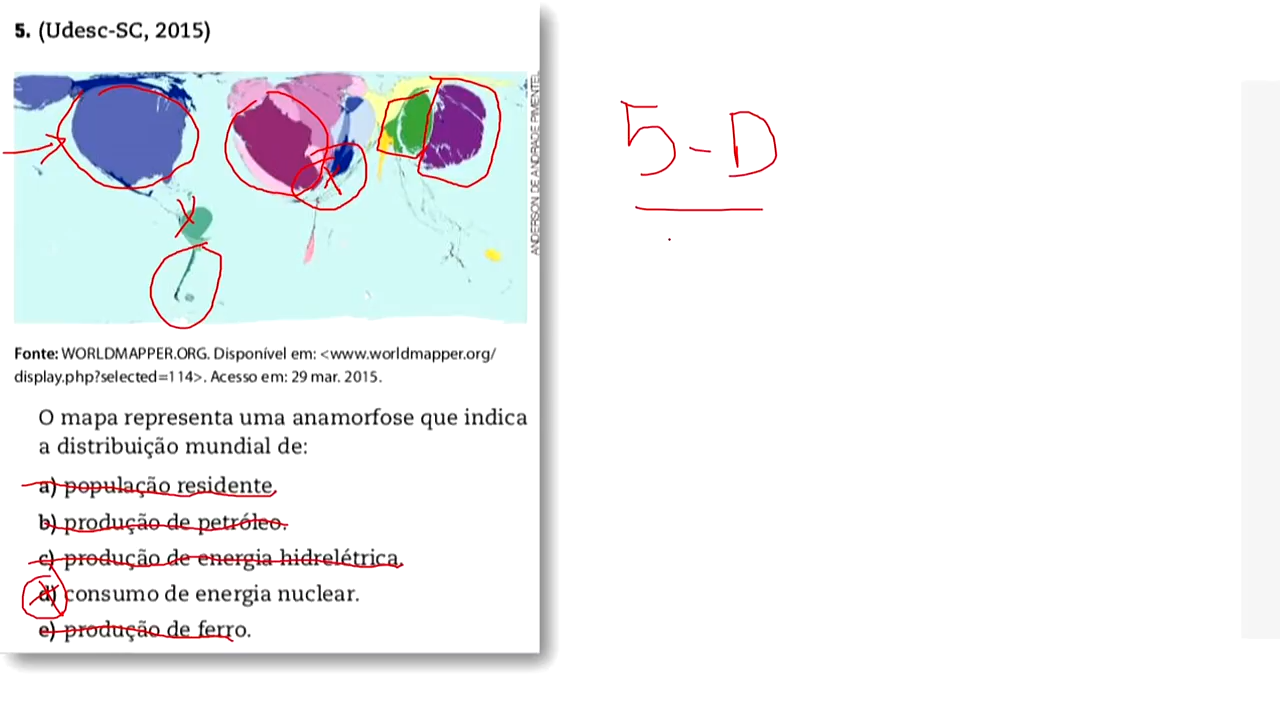 5. (Udesc-SC, 2015)
ANDERSON DE ANDRADE PIMENTEL
5-D
Fonte: WORLDMAPPER.ORG. Disponível em: <www.worldmapper.org/
display.php?selected=114>. Acesso em: 29 mar. 2015.
O mapa representa uma anamorfose que indica
a distribuição mundial de:
a) população residente.
b) produção de petróleo.
c) produção de energia hidrelétrica.
d) consumo de energia nuclear.
e) produção de ferro.